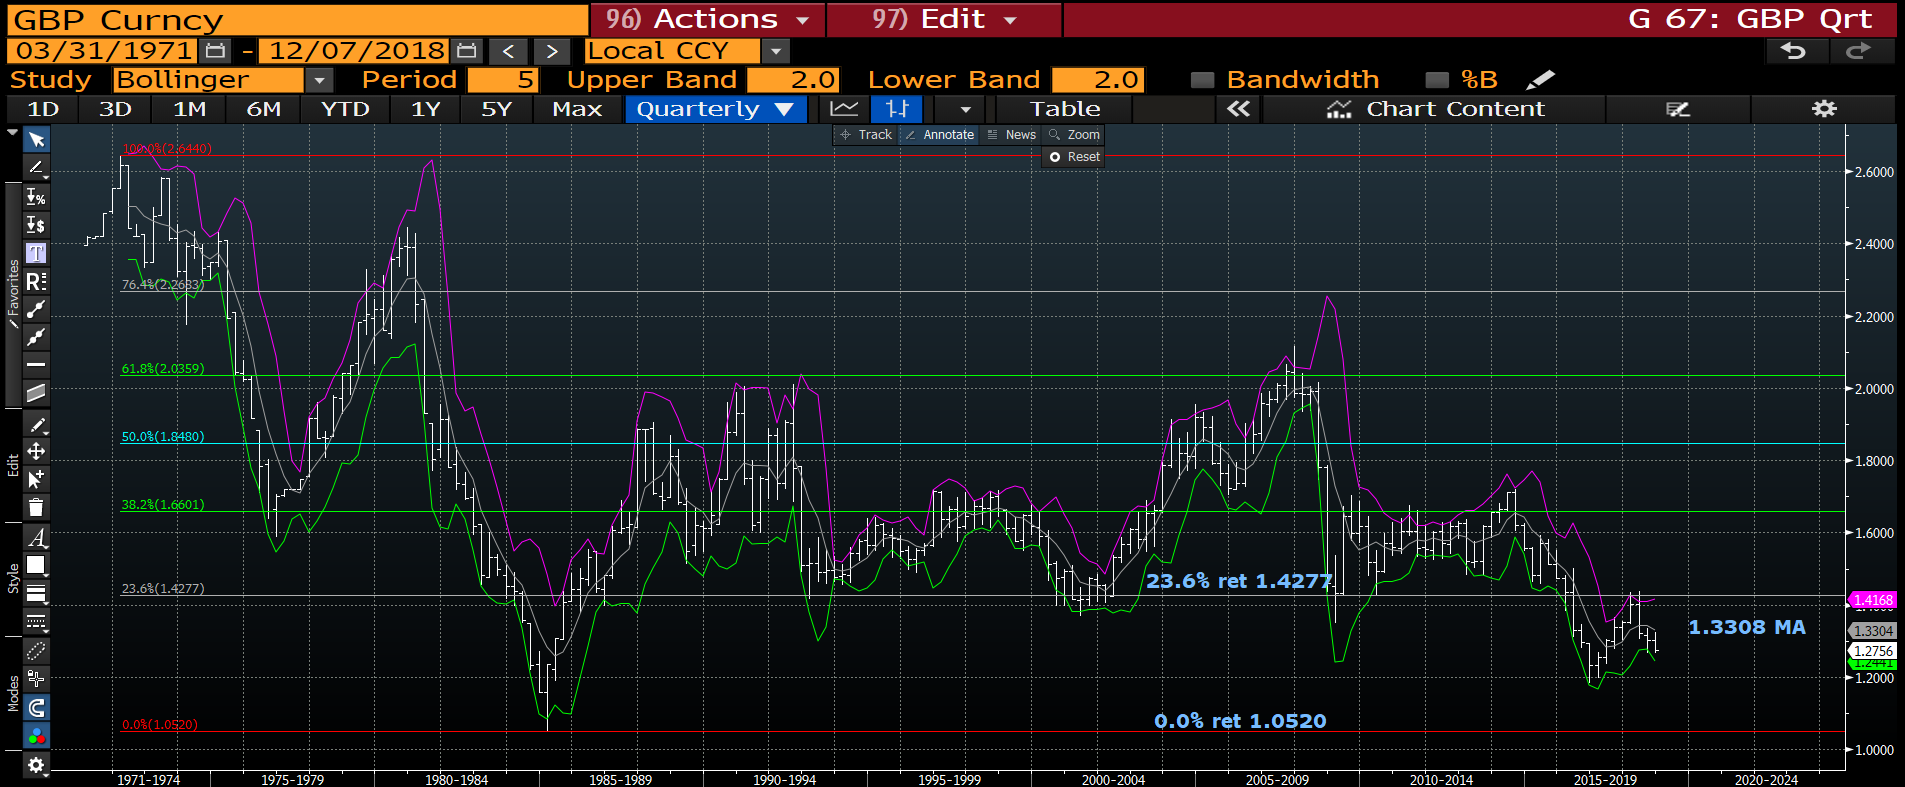 GBP Curncy 96) Actions 97) Edit G 67: GBP Qrt
03/31/1971 - 12/07/2018 < > Local CCY
Study Bollinger Period 5 Upper Band 2.0 Lower Band 2.0 Bandwidth %B
1D 3D 1M 6M YTD 1Y 5Y Max Quarterly Table Chart Content
Track Annotate News Zoom
Reset
100.0%(2.6440)
2.6000
2.4000
76.4%(2.2683)
2.2000
61.8%(2.0359)
2.0000
50.0%(1.8480)
1.8000
38.2%(1.6601)
1.6000
23.6% ret 1.4277
23.6%(1.4277)
1.4168
1.3308 MA
1.3304
1.2756
1.2441
1.2000
0.0% ret 1.0520
0.0%(1.0520)
1.0000
1971-1974 1975-1979 1980-1984 1985-1989 1990-1994 1995-1999 2000-2004 2005-2009 2010-2014 2015-2019 2020-2024
Favorites
Edit
Style
Modes
%
$
T
R
A